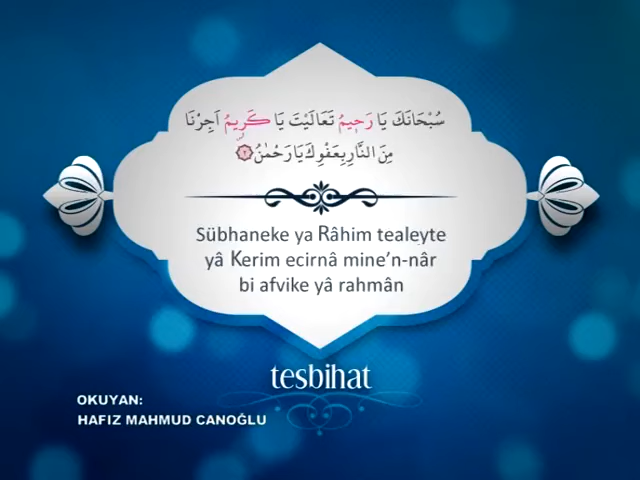 سُبْحَانَكَ يَا رَحِيمُ تَعَالَيْتَ يَا كَرِيمُ اَجِرْنَا
مِنَ النَّارِ بِعَفْوِكَ يَا رَحْمٰنُ ﴿٢﴾
Sübhaneke ya Râhim tealeyte
yâ Kerim ecirnâ mine’n-nâr
bi afvike yâ rahmân
tesbihat
OKUYAN:
HAFIZ MAHMUD CANOĞLU